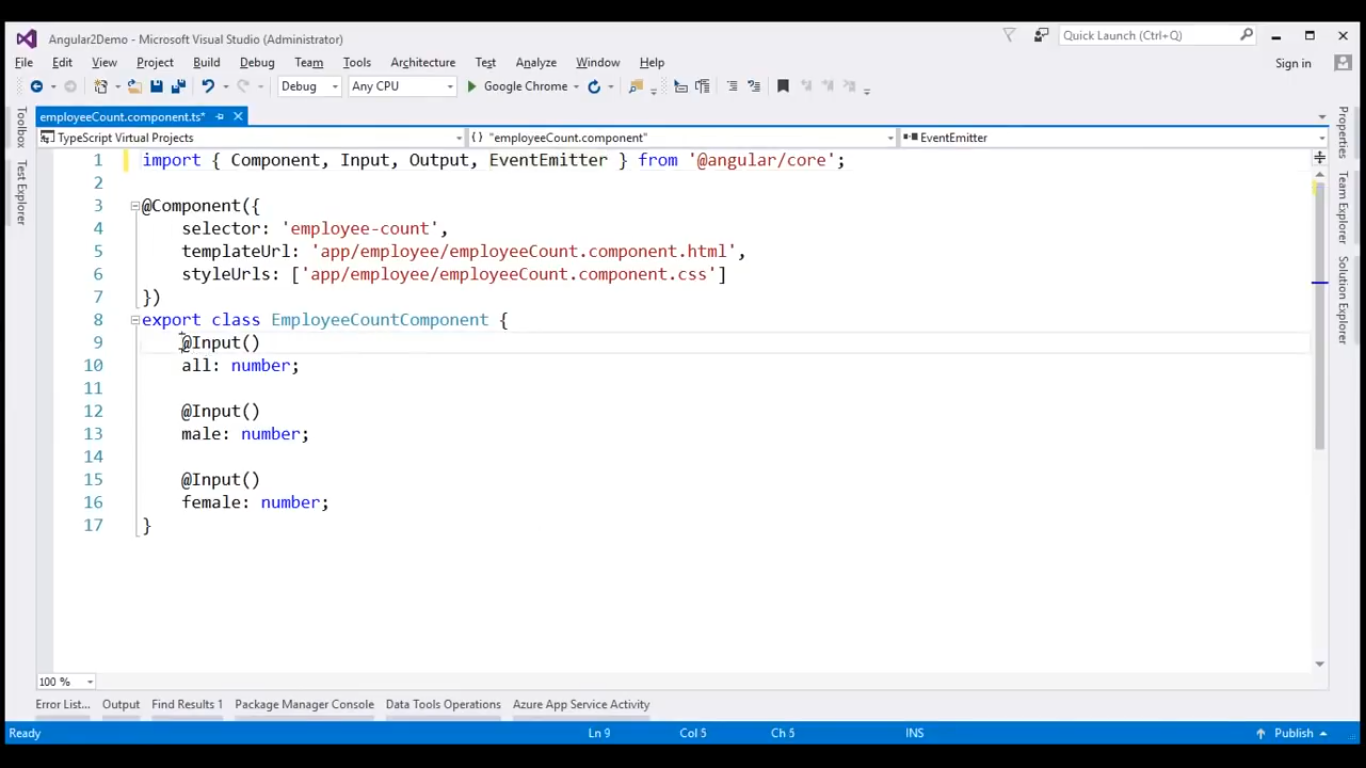 Angular2Demo - Microsoft Visual Studio (Administrator)
Quick Launch (Ctrl+Q)
File Edit View Project Build Debug Team Tools Architecture Test Analyze Window Help
Sign in
Debug Any CPU Google Chrome
employeeCount.component.ts*
TypeScript Virtual Projects {} "employeeCount.component" EventEmitter
1 import { Component, Input, Output, EventEmitter } from '@angular/core';
2
3 @Component({
4 selector: 'employee-count',
5 templateUrl: 'app/employee/employeeCount.component.html',
6 styleUrls: ['app/employee/employeeCount.component.css']
7 })
8 export class EmployeeCountComponent {
9 @Input()
10 all: number;
11
12 @Input()
13 male: number;
14
15 @Input()
16 female: number;
17 }
Toolbox
Test Explorer
Properties
Team Explorer
Solution Explorer
100 %
Error List... Output Find Results 1 Package Manager Console Data Tools Operations Azure App Service Activity
Ready Ln 9 Col 5 Ch 5 INS Publish